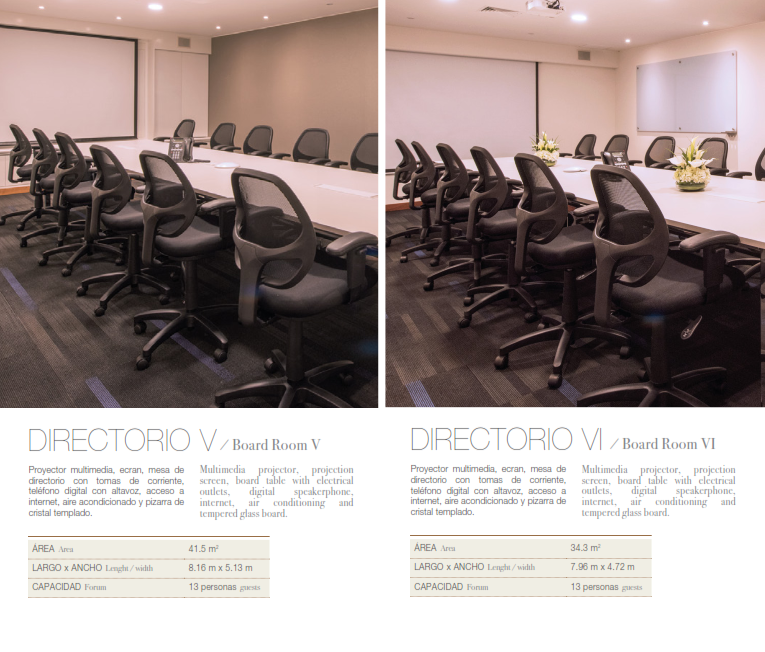 DIRECTORIO V / Board Room V
Proyector multimedia, ecran, mesa de
directorio con tomas de corriente,
teléfono digital con altavoz, acceso a
internet, aire acondicionado y pizarra de
cristal templado.
Multimedia projector, projection
screen, board table with electrical
outlets, digital speakerphone,
internet, air conditioning and
tempered glass board.
ÁREA Area 41.5 m²
LARGO x ANCHO Lenght / width 8.16 m x 5.13 m
CAPACIDAD Forum 13 personas guests
DIRECTORIO VI / Board Room VI
Proyector multimedia, ecran, mesa de
directorio con tomas de corriente,
teléfono digital con altavoz, acceso a
internet, aire acondicionado y pizarra de
cristal templado.
Multimedia projector, projection
screen, board table with electrical
outlets, digital speakerphone,
internet, air conditioning and
tempered glass board.
ÁREA Area 34.3 m²
LARGO x ANCHO Lenght / width 7.96 m x 4.72 m
CAPACIDAD Forum 13 personas guests